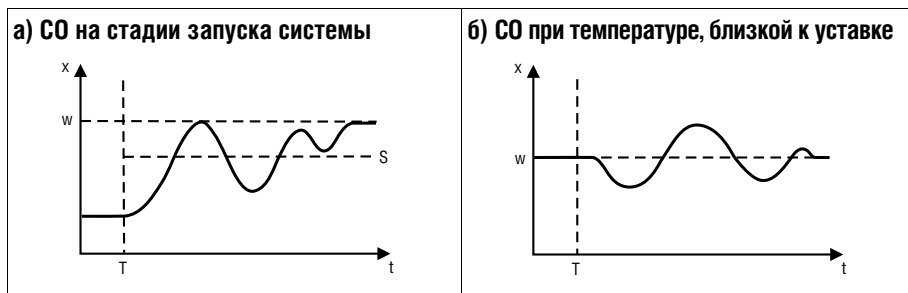 а) СО на стадии запуска системы
x
w
S
T
t
б) СО при температуре, близкой к уставке
x
w
T
t